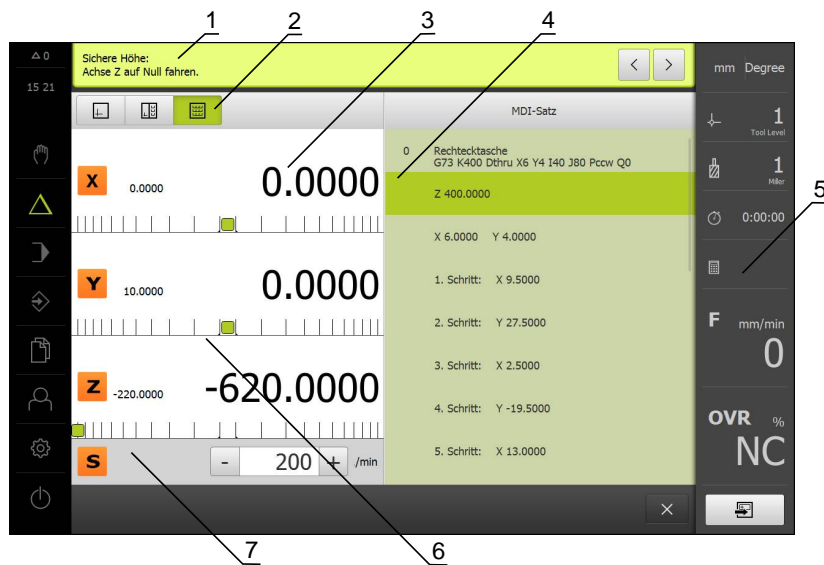 1
2
3
4
△ 0
15 21
Sichere Höhe:
Achse Z auf Null fahren.
< >
mm Degree
MDI-Satz
1
Tool Level
1
Miller
0:00:00
5
X 0.0000 0.0000
Y 10.0000 0.0000
Z -220.0000 -620.0000
S - 200 + /min
0 Rechtecktasche
G73 K400 Dthru X6 Y4 I40 J80 Pccw Q0
Z 400.0000
X 6.0000 Y 4.0000
1. Schritt: X 9.5000
2. Schritt: Y 27.5000
3. Schritt: X 2.5000
4. Schritt: Y -19.5000
5. Schritt: X 13.0000
F mm/min
0
OVR %
NC
7
6